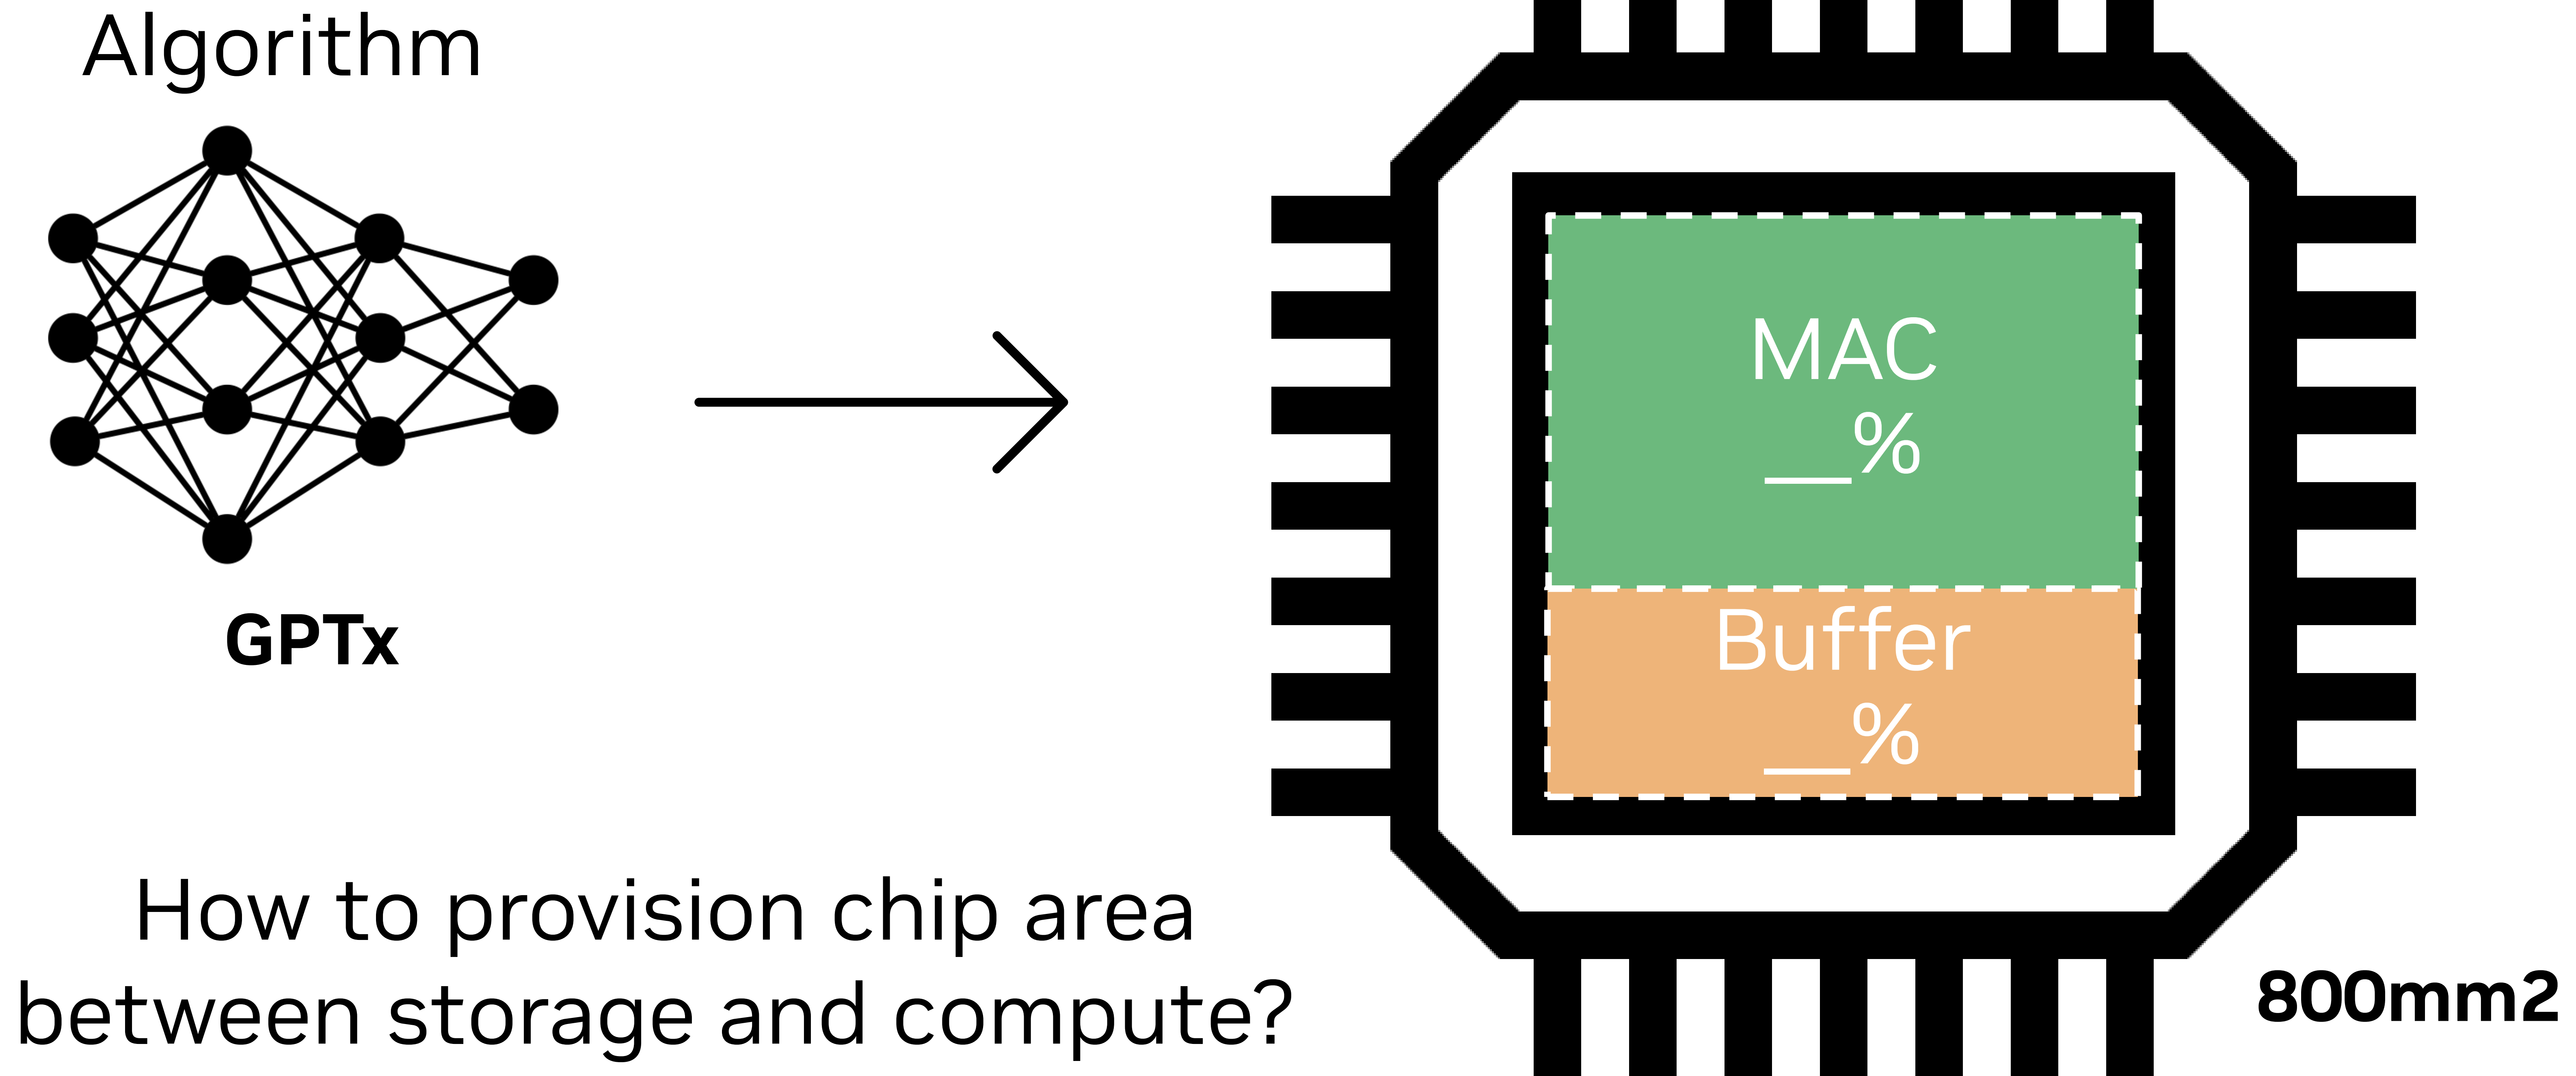 Algorithm
GPTx
How to provision chip area
between storage and compute?
MAC
__%
Buffer
__%
800mm2